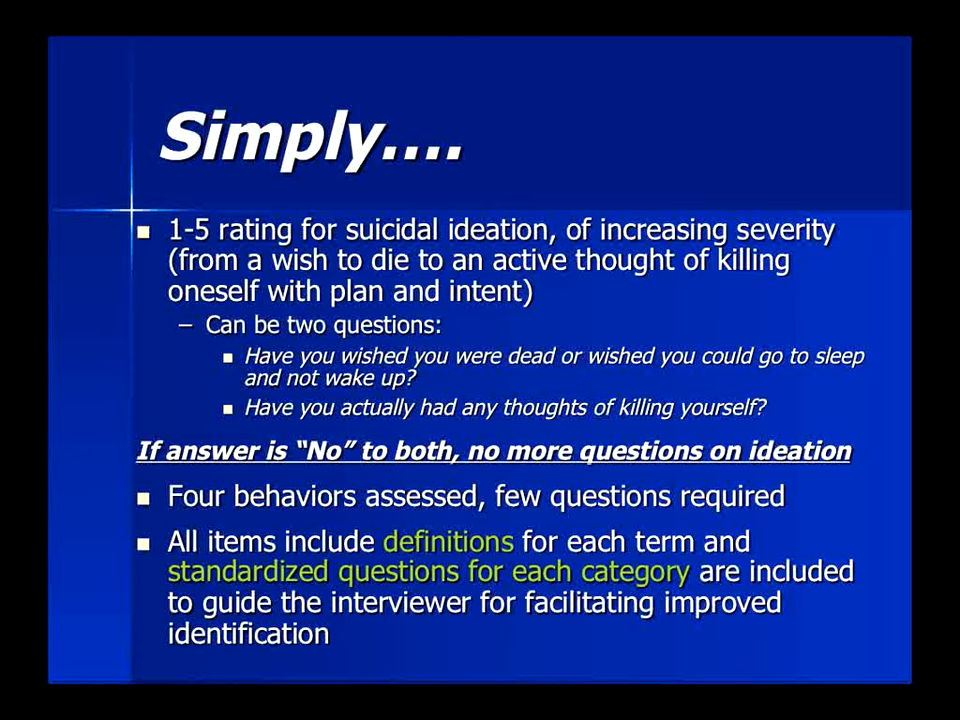 Simply....
1-5 rating for suicidal ideation, of increasing severity
(from a wish to die to an active thought of killing
oneself with plan and intent)
– Can be two questions:
Have you wished you were dead or wished you could go to sleep
and not wake up?
Have you actually had any thoughts of killing yourself?
If answer is “No” to both, no more questions on ideation
Four behaviors assessed, few questions required
All items include definitions for each term and
standardized questions for each category are included
to guide the interviewer for facilitating improved
identification